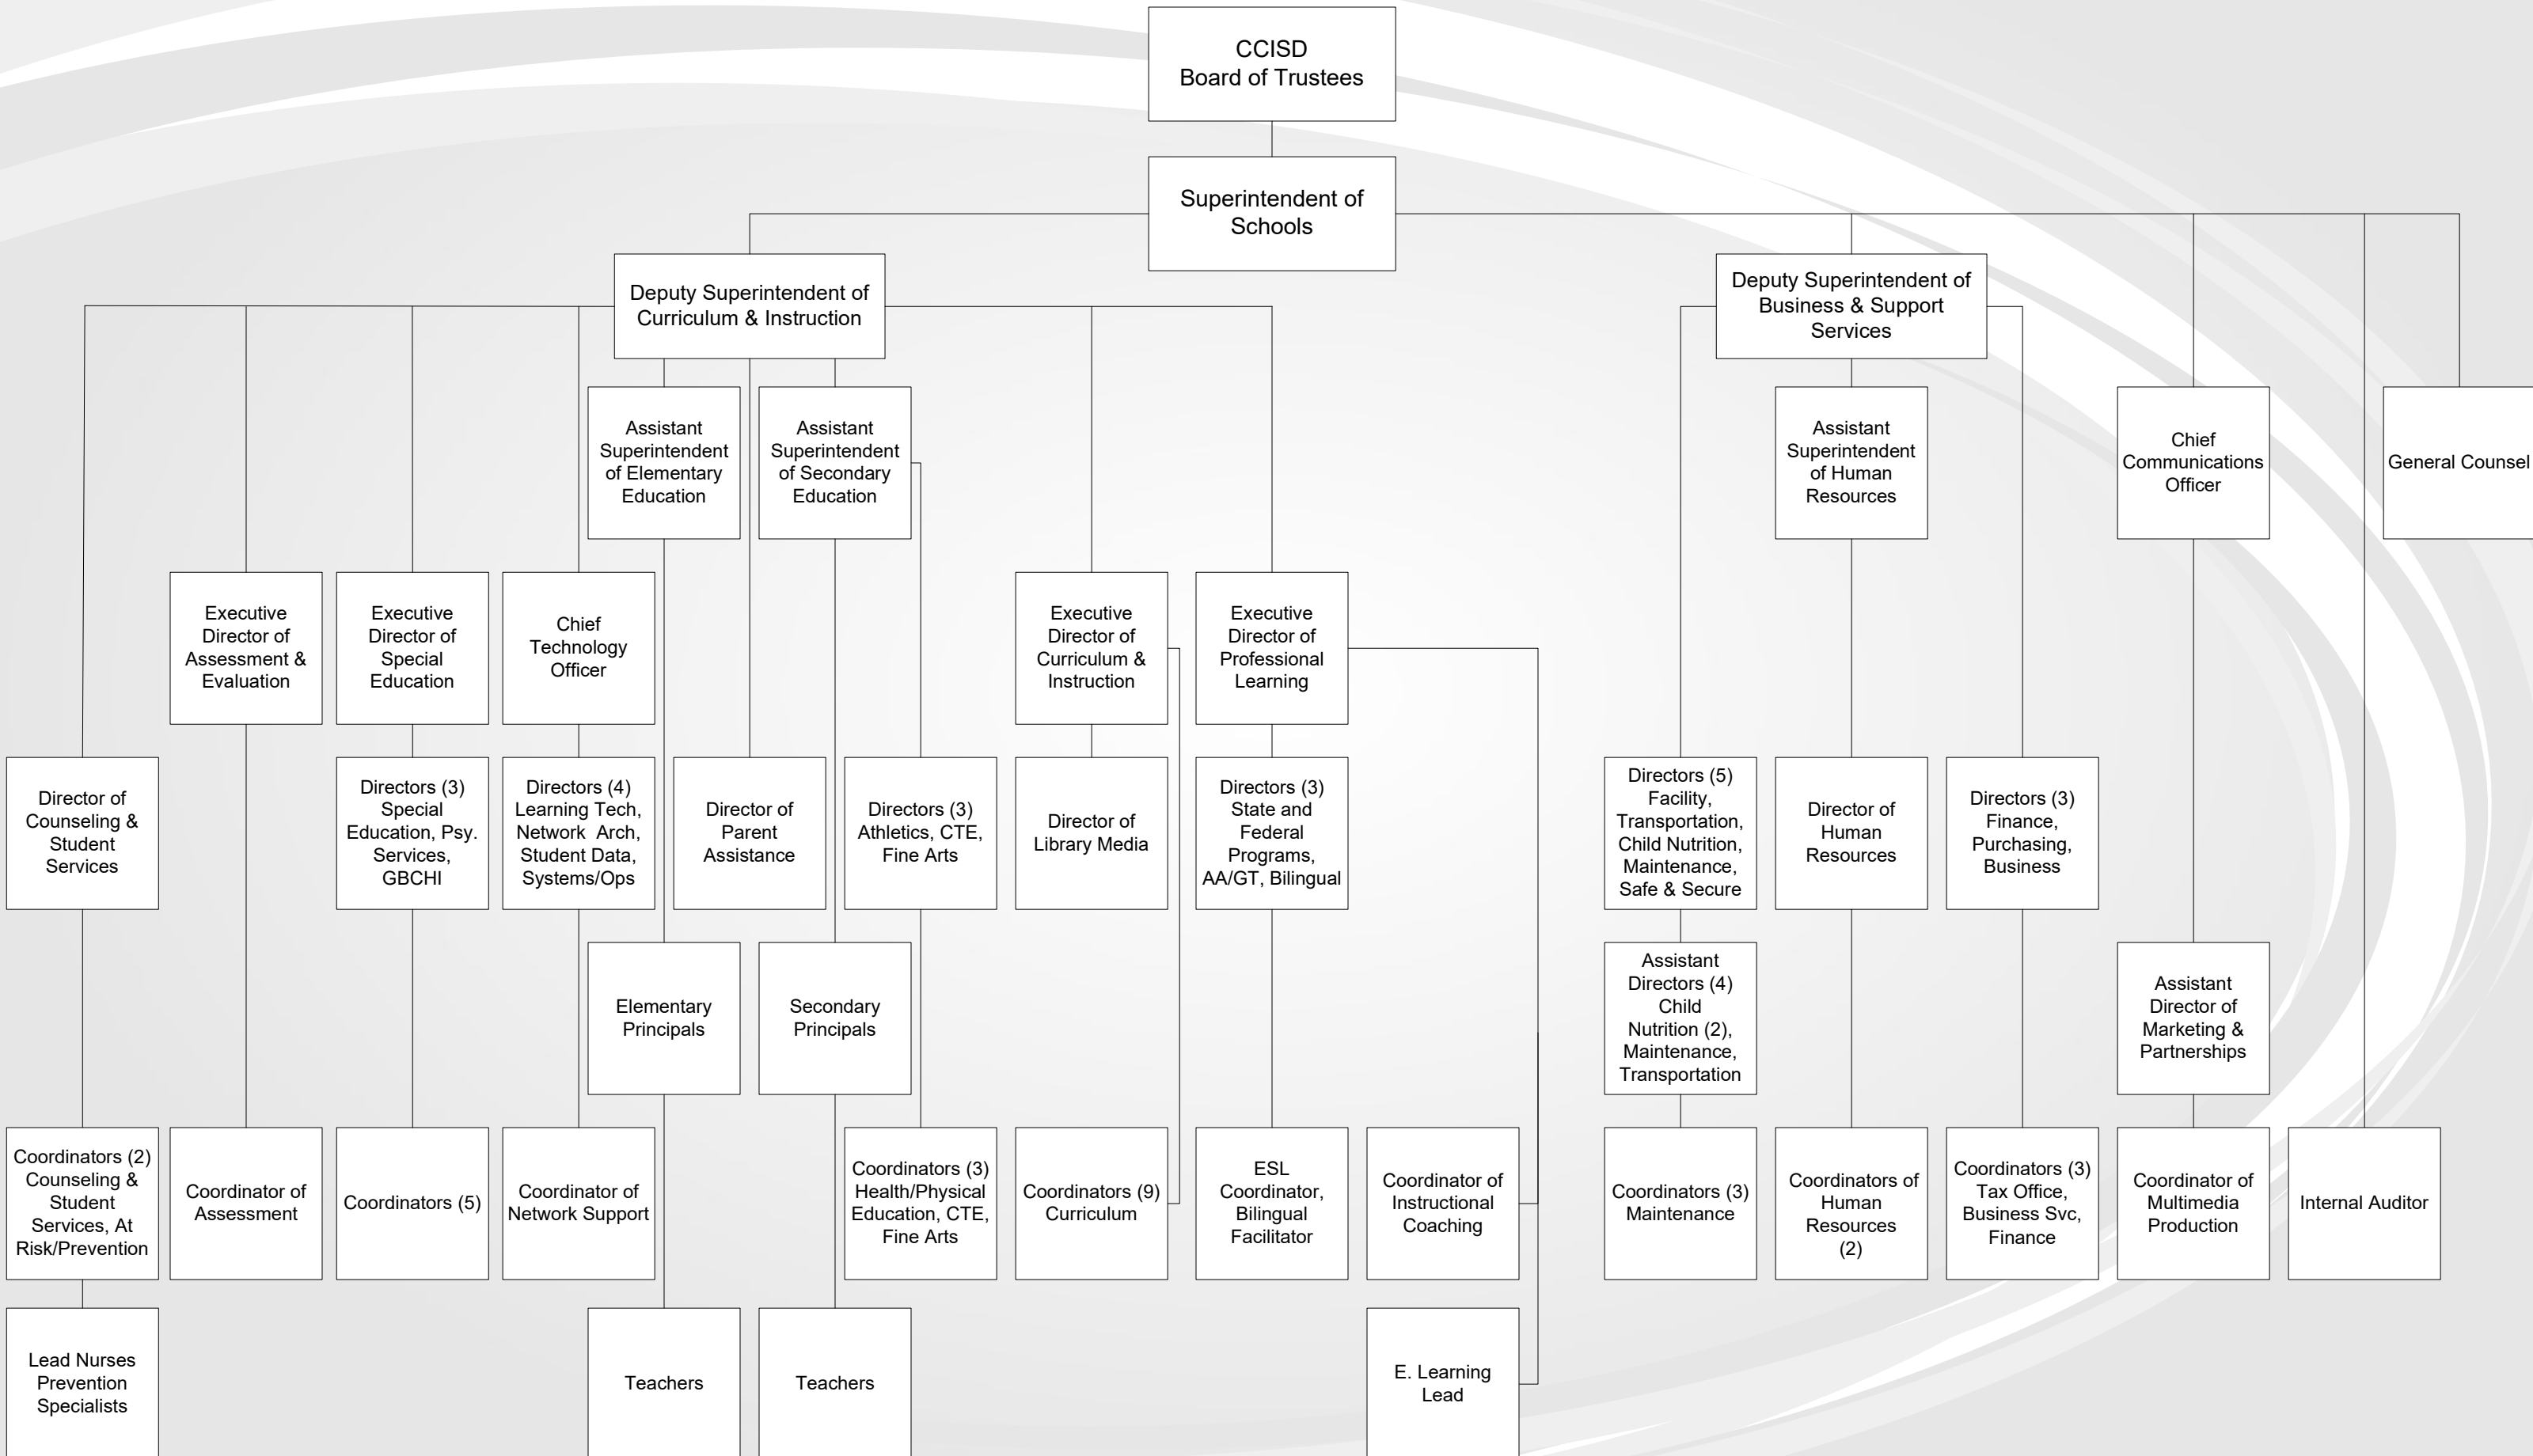 CCISD
Board of Trustees
Superintendent of
Schools
Deputy Superintendent of
Curriculum & Instruction
Deputy Superintendent of
Business & Support
Services
Assistant
Superintendent
of Elementary
Education
Assistant
Superintendent
of Secondary
Education
Assistant
Superintendent
of Human
Resources
Chief
Communications
Officer
General Counsel
Executive
Director of
Assessment &
Evaluation
Executive
Director of
Special
Education
Chief
Technology
Officer
Executive
Director of
Curriculum &
Instruction
Executive
Director of
Professional
Learning
Director of
Counseling &
Student
Services
Directors (3)
Special
Education, Psy.
Services,
GBCHI
Directors (4)
Learning Tech,
Network Arch,
Student Data,
Systems/Ops
Director of
Parent
Assistance
Directors (3)
Athletics, CTE,
Fine Arts
Director of
Library Media
Directors (3)
State and
Federal
Programs,
AA/GT, Bilingual
Directors (5)
Facility,
Transportation,
Child Nutrition,
Maintenance,
Safe & Secure
Director of
Human
Resources
Directors (3)
Finance,
Purchasing,
Business
Elementary
Principals
Secondary
Principals
Assistant
Directors (4)
Child
Nutrition (2),
Maintenance,
Transportation
Assistant
Director of
Marketing &
Partnerships
Coordinators (2)
Counseling &
Student
Services, At
Risk/Prevention
Coordinator of
Assessment
Coordinators (5)
Coordinator of
Network Support
Coordinators (3)
Health/Physical
Education, CTE,
Fine Arts
Coordinators (9)
Curriculum
ESL
Coordinator,
Bilingual
Facilitator
Coordinator of
Instructional
Coaching
Coordinators (3)
Maintenance
Coordinators of
Human
Resources
(2)
Coordinators (3)
Tax Office,
Business Svc,
Finance
Coordinator of
Multimedia
Production
Internal Auditor
Lead Nurses
Prevention
Specialists
Teachers
Teachers
E. Learning
Lead